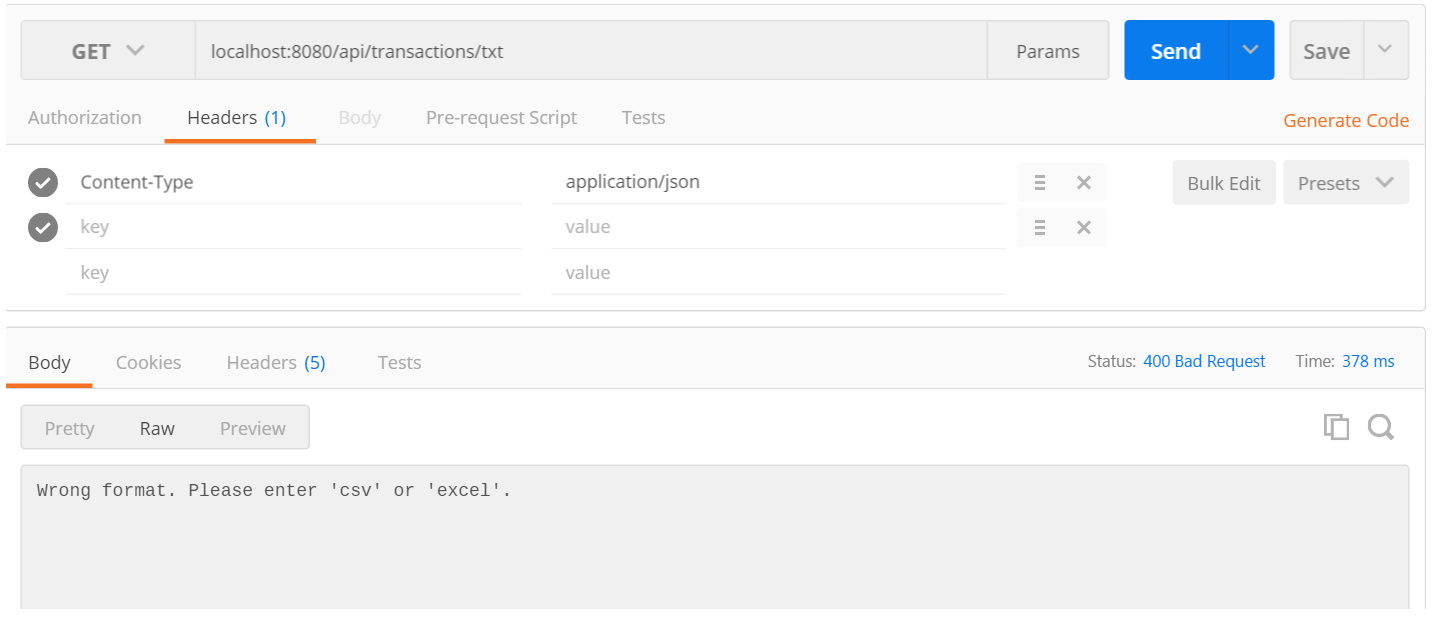 GET localhost:8080/api/transactions/txt Params Send Save
Authorization Headers (1) Body Pre-request Script Tests Generate Code
Content-Type application/json Bulk Edit Presets
key value
key value
Body Cookies Headers (5) Tests Status: 400 Bad Request Time: 378 ms
Pretty Raw Preview
Wrong format. Please enter 'csv' or 'excel'.